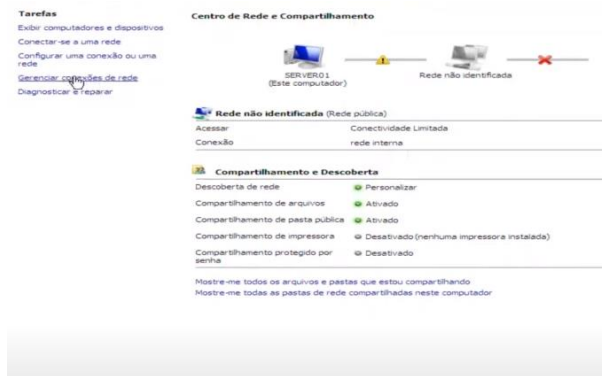 Tarefas
Exibir computadores e dispositivos
Conectar-se a uma rede
Configurar uma conexão ou uma
rede
Gerenciar conexões de rede
Diagnosticar e reparar
Centro de Rede e Compartilhamento
SERVER01
(Este computador)
Rede não identificada
Rede não identificada (Rede pública)
Acessar Conectividade Limitada
Conexão rede interna
Compartilhamento e Descoberta
Descoberta de rede Personalizar
Compartilhamento de arquivos Ativado
Compartilhamento de pasta pública Ativado
Compartilhamento de impressora Desativado (nenhuma impressora instalada)
Compartilhamento protegido por
senha Desativado
Mostre-me todos os arquivos e pastas que estou compartilhando
Mostre-me todas as pastas de rede compartilhadas neste computador